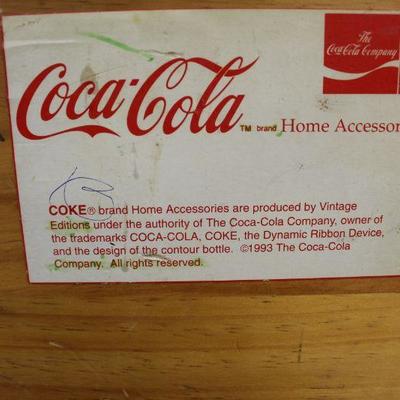 The
Coca-Cola Company
Coca-Cola TM brand Home Accessor
COKE® brand Home Accessories are produced by Vintage
Editions under the authority of The Coca-Cola Company, owner of
the trademarks COCA-COLA, COKE, the Dynamic Ribbon Device,
and the design of the contour bottle. ©1993 The Coca-Cola
Company. All rights reserved.